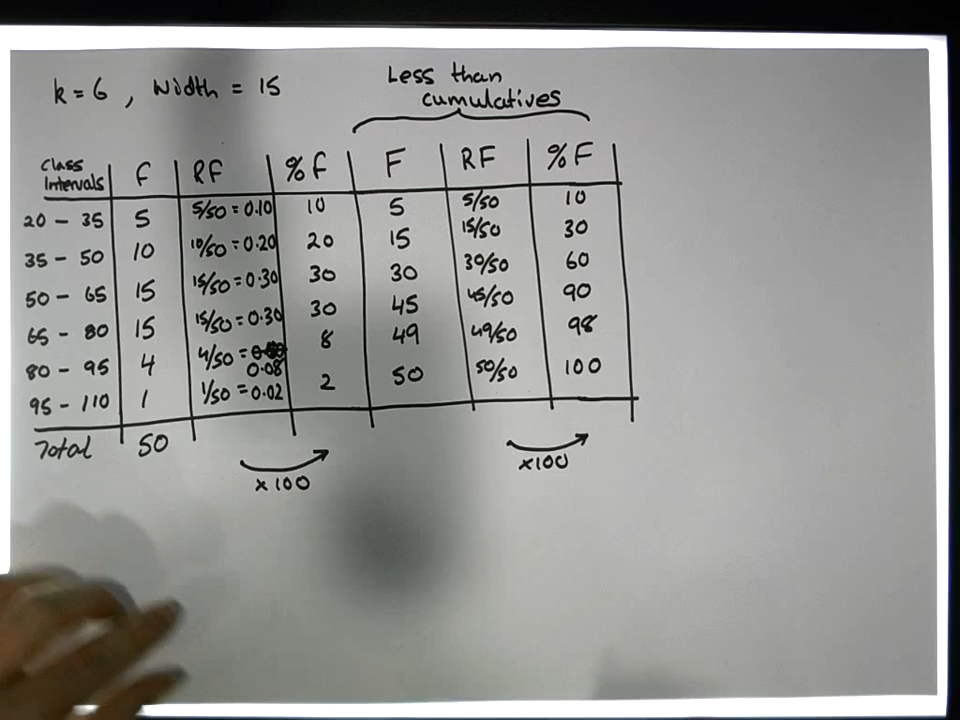 k = 6 , Width = 15
Less than
cumulatives
Class Intervals f RF % f F RF % F
20 - 35 5 5/50 = 0.10 10 5 5/50 10
35 - 50 10 10/50 = 0.20 20 15 15/50 30
50 - 65 15 15/50 = 0.30 30 30 30/50 60
65 - 80 15 15/50 = 0.30 30 45 45/50 90
80 - 95 4 4/50 = 0.08 8 49 49/50 98
95 - 110 1 1/50 = 0.02 2 50 50/50 100
Total 50
x 100
x100